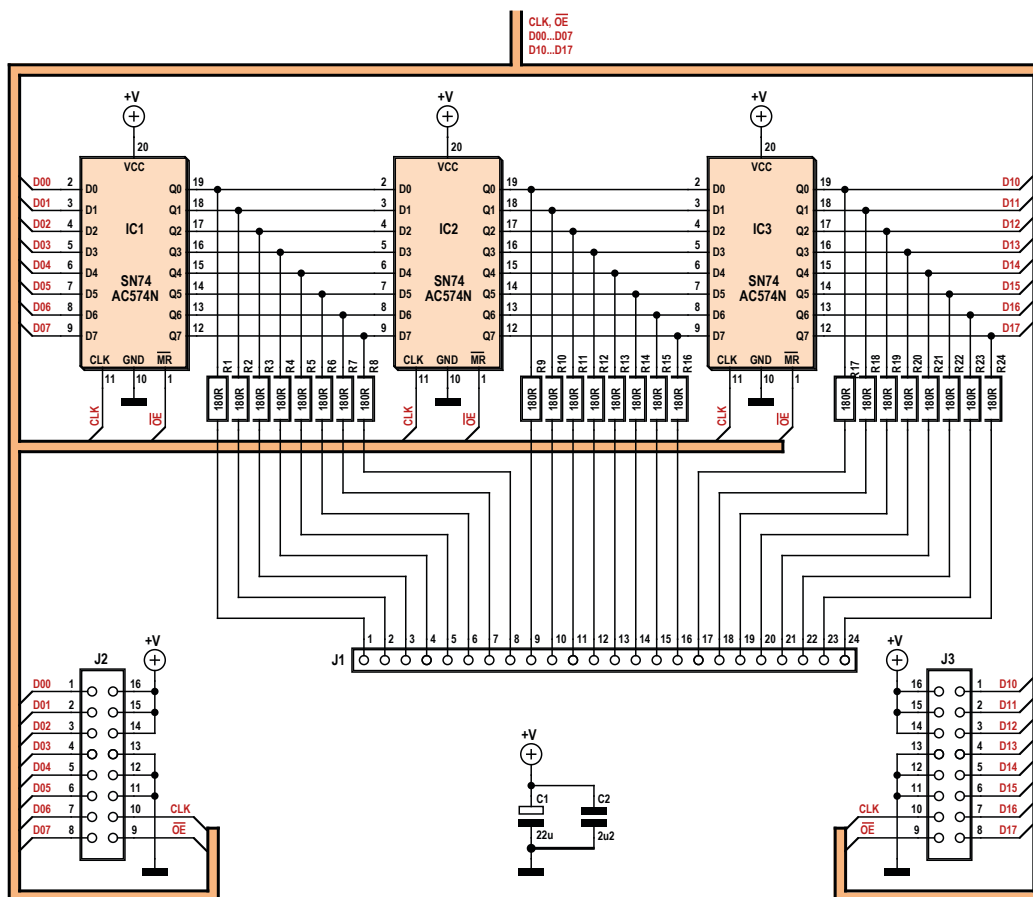 CLK, OE
D00...D07
D10...D17
+V
+V
+V
20
20
20
VCC
VCC
VCC
D00 2 D0 Q0 19 2 D0 Q0 19 2 D0 Q0 19 D10
D01 3 D1 Q1 18 3 D1 Q1 18 3 D1 Q1 18 D11
D02 4 D2 IC1 Q2 17 4 D2 IC2 Q2 17 4 D2 IC3 Q2 17 D12
D03 5 D3 Q3 16 5 D3 Q3 16 5 D3 Q3 16 D13
D04 6 D4 SN74 Q4 15 6 D4 SN74 Q4 15 6 D4 SN74 Q4 15 D14
D05 7 D5 AC574N Q5 14 7 D5 AC574N Q5 14 7 D5 AC574N Q5 14 D15
D06 8 D6 Q6 13 8 D6 Q6 13 8 D6 Q6 13 D16
D07 9 D7 Q7 12 9 D7 Q7 12 9 D7 Q7 12 D17
CLK GND MR CLK GND MR CLK GND MR
11 10 1 11 10 1 11 10 1
R1 R2 R3 R4 R5 R6 R7 R8 R9 R10 R11 R12 R13 R14 R15 R16 R17 R18 R19 R20 R21 R22 R23 R24
180R 180R 180R 180R 180R 180R 180R 180R 180R 180R 180R 180R 180R 180R 180R 180R 180R 180R 180R 180R 180R 180R 180R 180R
CLK OE CLK OE CLK OE
1 2 3 4 5 6 7 8 9 10 11 12 13 14 15 16 17 18 19 20 21 22 23 24
J1
J2 +V
D00 1 16
D01 2 15
D02 3 14
D03 4 13
D04 5 12
D05 6 11
D06 7 10 CLK
D07 8 9 OE
+V
C1 C2
22u 2u2
+V J3
16 1 D10
15 2 D11
14 3 D12
13 4 D13
12 5 D14
11 6 D15
CLK 10 7 D16
OE 9 8 D17